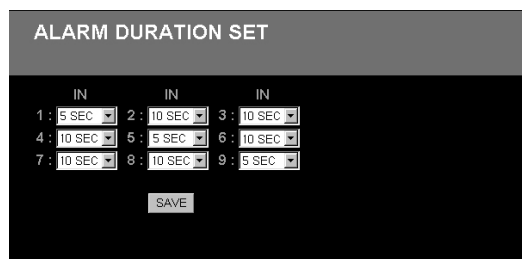 ALARM DURATION SET
IN IN IN
1 : 5 SEC 2 : 10 SEC 3 : 10 SEC
4 : 10 SEC 5 : 5 SEC 6 : 10 SEC
7 : 10 SEC 8 : 10 SEC 9 : 5 SEC
SAVE